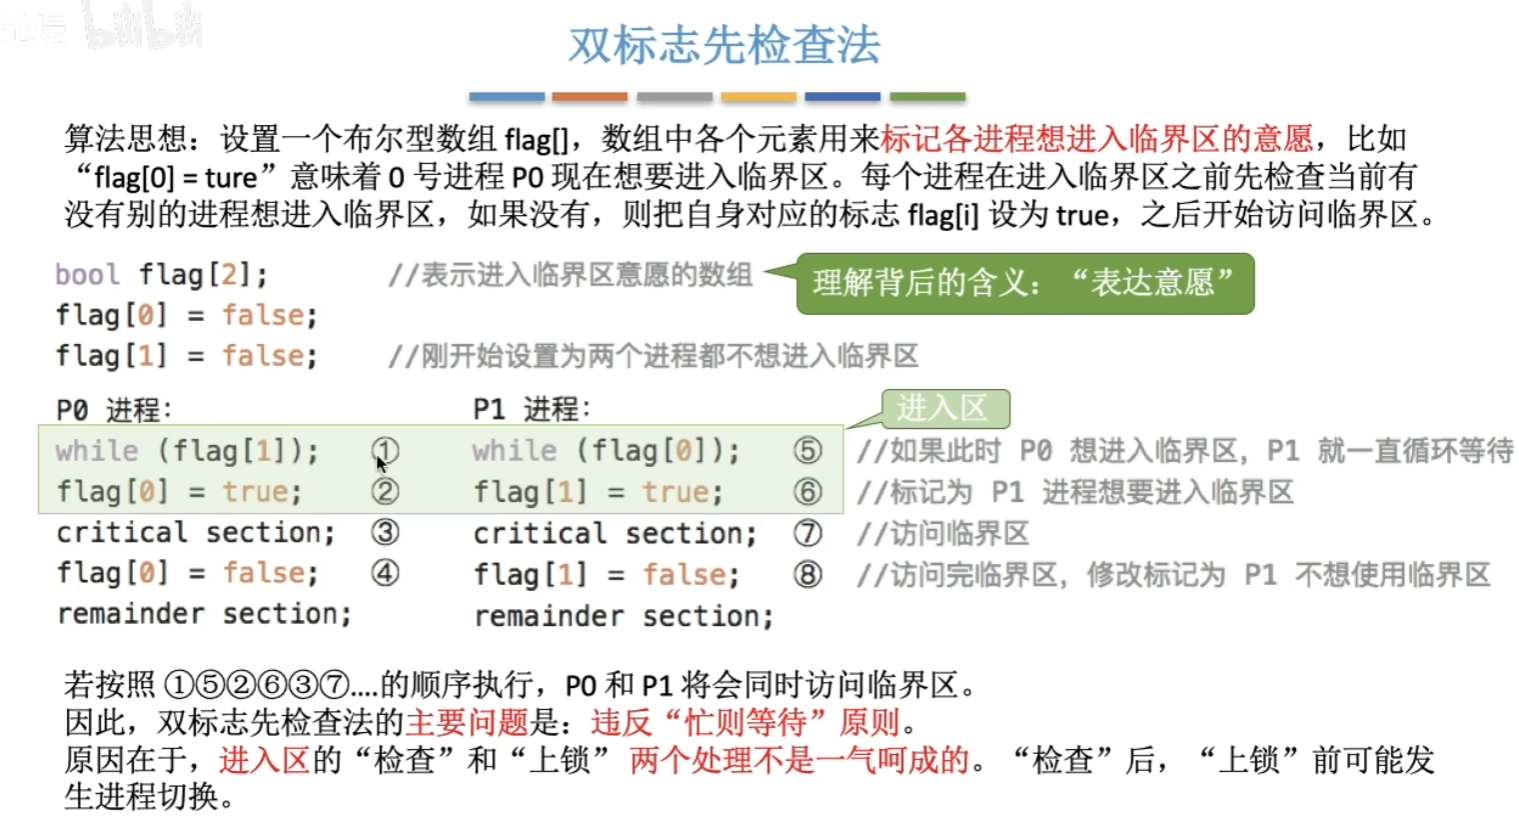 论坛 bilibili
双标志先检查法
算法思想：设置一个布尔型数组 flag[]，数组中各个元素用来标记各进程想进入临界区的意愿，比如
“flag[0] = ture”意味着 0 号进程 P0 现在想要进入临界区。每个进程在进入临界区之前先检查当前有
没有别的进程想进入临界区，如果没有，则把自身对应的标志 flag[i] 设为 true，之后开始访问临界区。
bool flag[2]; //表示进入临界区意愿的数组
理解背后的含义：“表达意愿”
flag[0] = false;
flag[1] = false; //刚开始设置为两个进程都不想进入临界区
P0 进程： P1 进程： 进入区
while (flag[1]); ① while (flag[0]); ⑤ //如果此时 P0 想进入临界区，P1 就一直循环等待
flag[0] = true; ② flag[1] = true; ⑥ //标记为 P1 进程想要进入临界区
critical section; ③ critical section; ⑦ //访问临界区
flag[0] = false; ④ flag[1] = false; ⑧ //访问完临界区，修改标记为 P1 不想使用临界区
remainder section; remainder section;
若按照 ①⑤②⑥③⑦....的顺序执行，P0 和 P1 将会同时访问临界区。
因此，双标志先检查法的主要问题是：违反“忙则等待”原则。
原因在于，进入区的“检查”和“上锁” 两个处理不是一气呵成的。“检查”后，“上锁”前可能发
生进程切换。